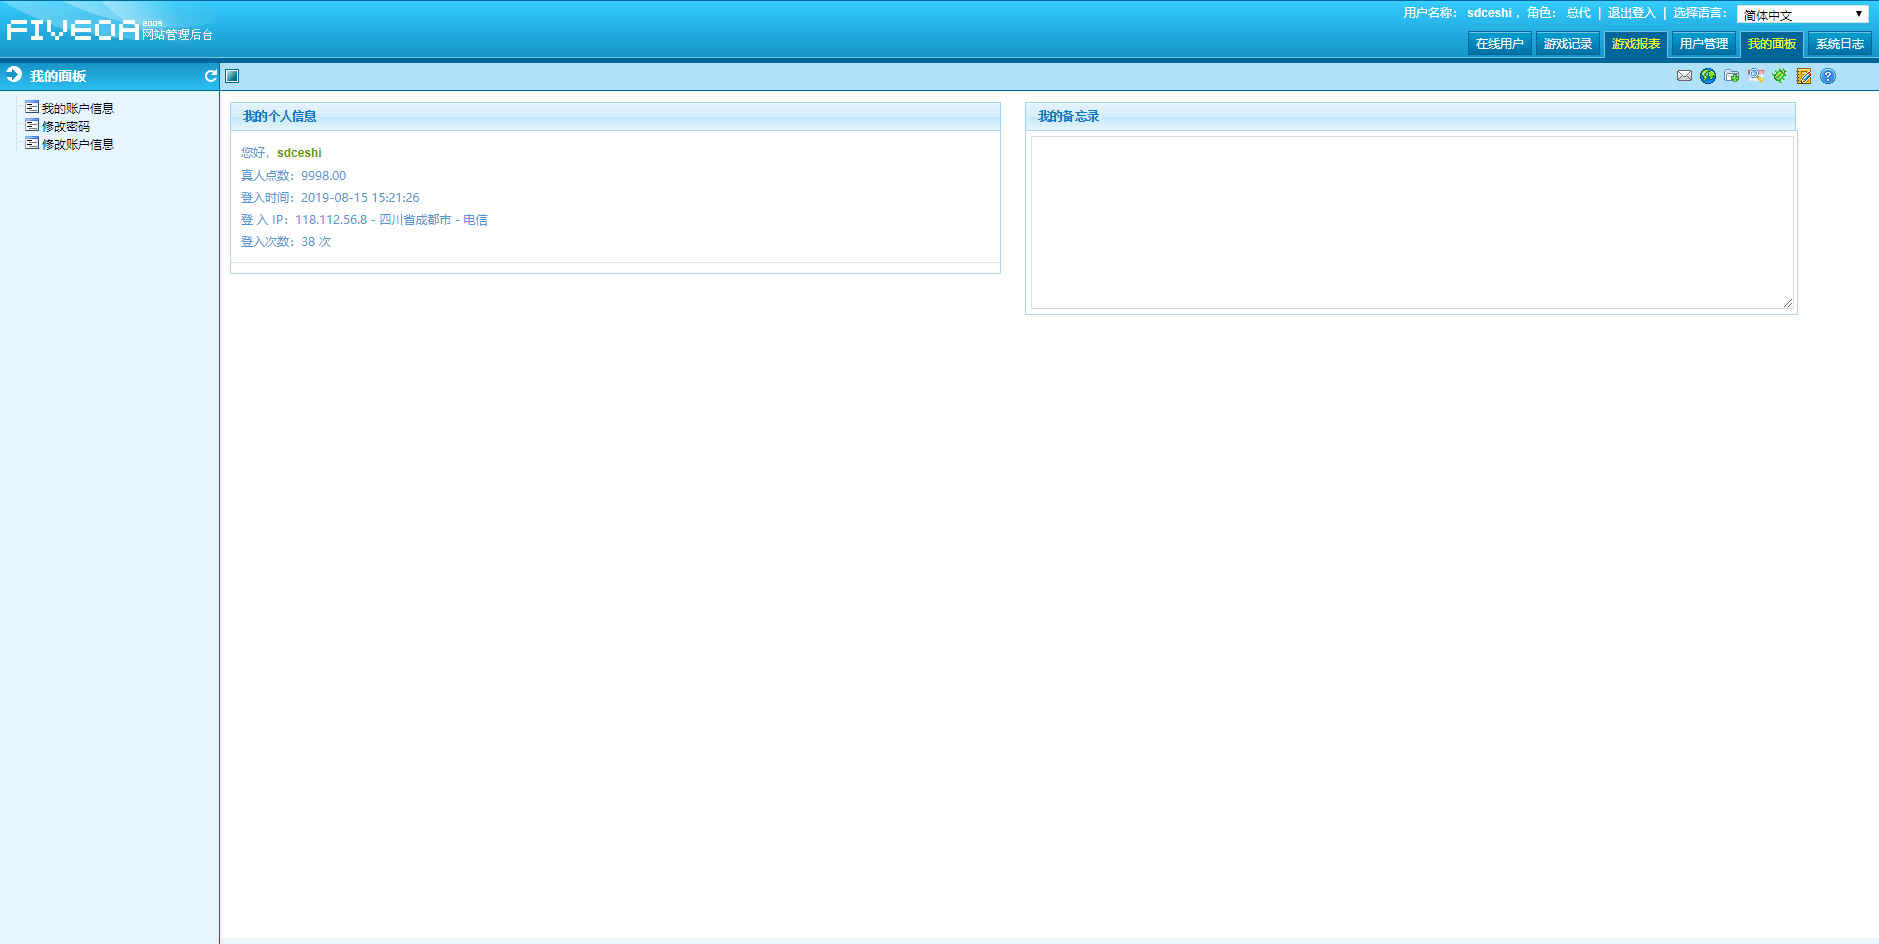 用户名称： sdceshi， 角色： 总代 | 退出登入 | 选择语言： 简体中文
FIVEOA 2009 网站管理后台
在线用户 游戏记录 游戏报表 用户管理 我的面板 系统日志
我的面板
我的账户信息
修改密码
修改账户信息
我的个人信息
您好，sdceshi
真人点数：9998.00
登入时间：2019-08-15 15:21:26
登 入 IP：118.112.56.8 - 四川省成都市 - 电信
登入次数：38 次
我的备忘录